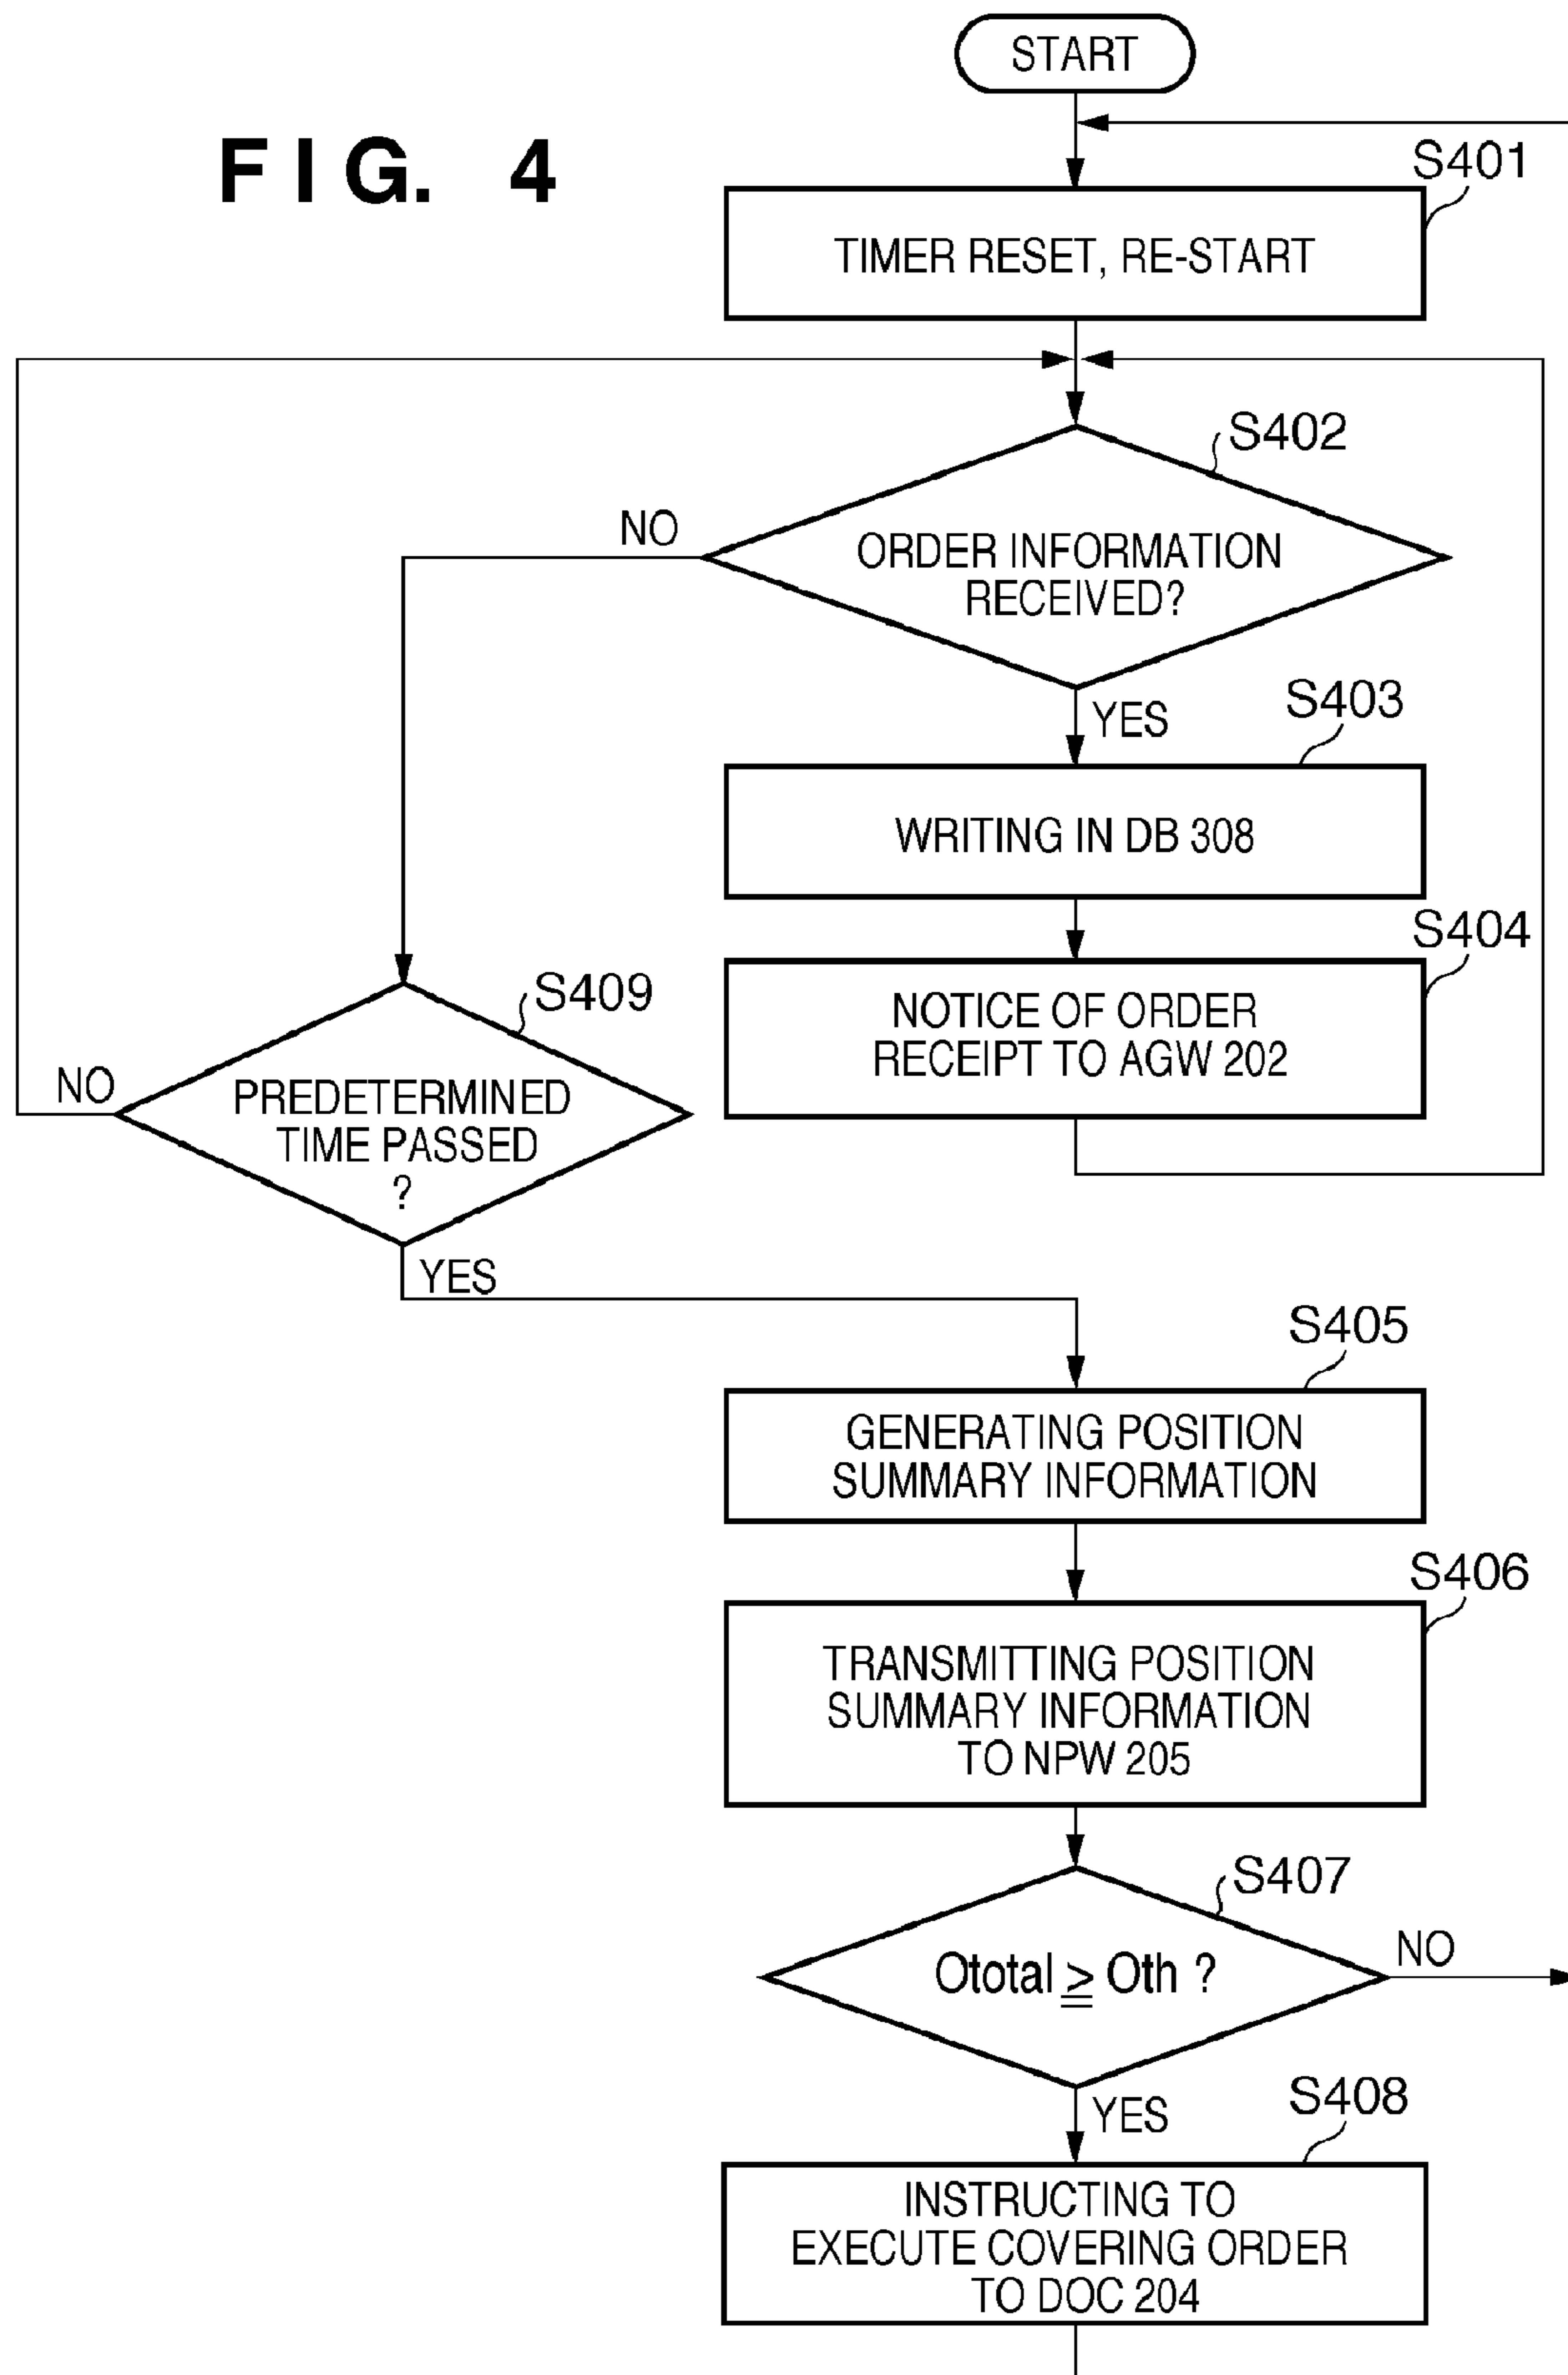 START
FIG. 4
S401
TIMER RESET, RE-START
S402
NO
ORDER INFORMATION
RECEIVED?
YES
S403
WRITING IN DB 308
S404
NOTICE OF ORDER
RECEIPT TO AGW 202
S409
NO
PREDETERMINED
TIME PASSED
?
YES
S405
GENERATING POSITION
SUMMARY INFORMATION
S406
TRANSMITTING POSITION
SUMMARY INFORMATION
TO NPW 205
S407
Ototal ≧ Oth ?
NO
YES
S408
INSTRUCTING TO
EXECUTE COVERING ORDER
TO DOC 204